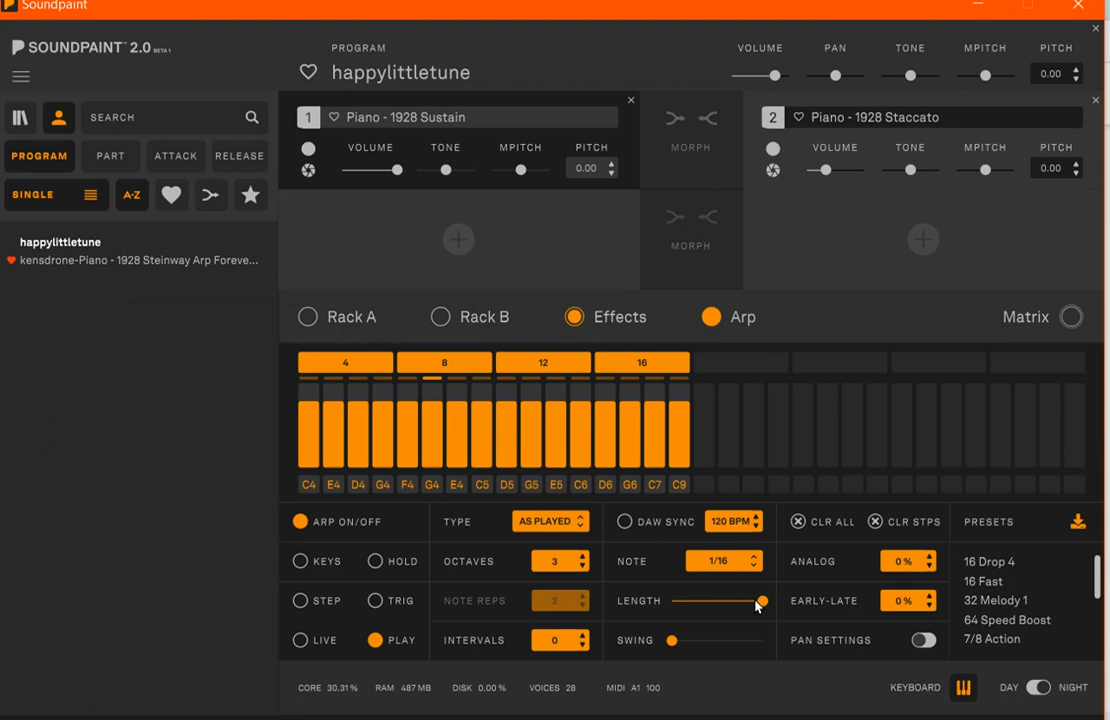 Soundpaint
SOUNDPAINT™ 2.0 BETA 1
PROGRAM
happylittletune
VOLUME PAN TONE MPITCH PITCH
0.00
SEARCH
PROGRAM PART ATTACK RELEASE
SINGLE A-Z
happylittletune
kensdrone-Piano - 1928 Steinway Arp Foreve...
1 Piano - 1928 Sustain
VOLUME TONE MPITCH PITCH
0.00
MORPH
2 Piano - 1928 Staccato
VOLUME TONE MPITCH PITCH
0.00
MORPH
Rack A Rack B Effects Arp Matrix
4 8 12 16
C4 E4 D4 G4 F4 G4 E4 C5 D5 G5 E5 C6 D6 G6 C7 C9
ARP ON/OFF TYPE AS PLAYED DAW SYNC 120 BPM CLR ALL CLR STPS PRESETS
KEYS HOLD OCTAVES 3 NOTE 1/16 ANALOG 0 % 16 Drop 4
16 Fast
STEP TRIG NOTE REPS 2 LENGTH EARLY-LATE 0 % 32 Melody 1
64 Speed Boost
LIVE PLAY INTERVALS 0 SWING PAN SETTINGS 7/8 Action
CORE 30.31 % RAM 487 MB DISK 0.00 % VOICES 28 MIDI A1 100 KEYBOARD DAY NIGHT